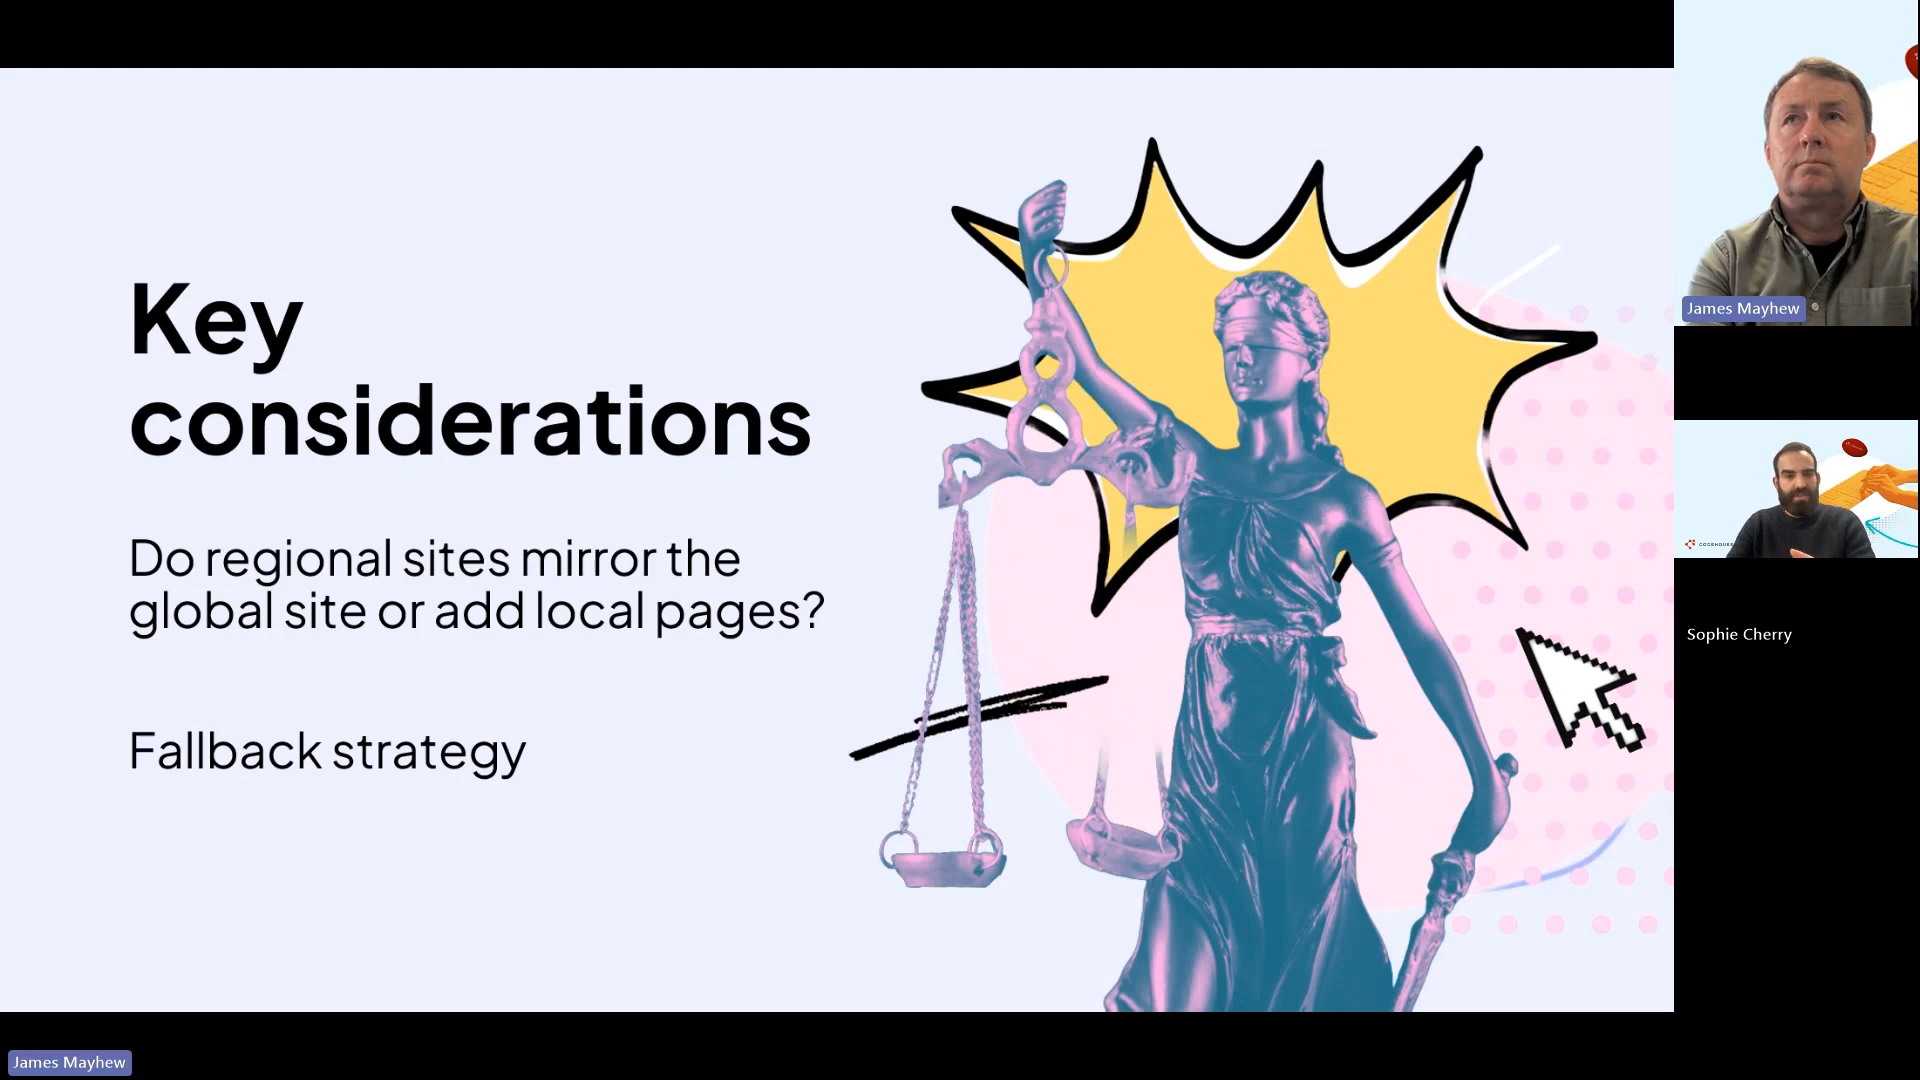 Key
considerations
Do regional sites mirror the
global site or add local pages?
Fallback strategy
James Mayhew
CODEHOUSE
Sophie Cherry
James Mayhew